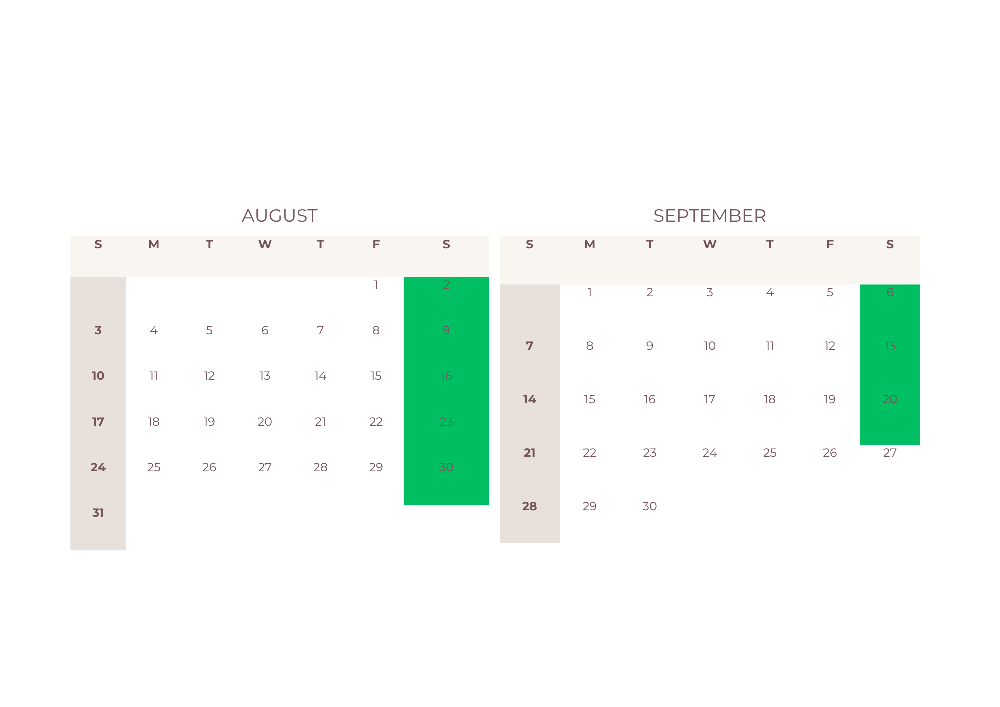 AUGUST
S M T W T F S
1 2
3 4 5 6 7 8 9
10 11 12 13 14 15 16
17 18 19 20 21 22 23
24 25 26 27 28 29 30
31
SEPTEMBER
S M T W T F S
1 2 3 4 5 6
7 8 9 10 11 12 13
14 15 16 17 18 19 20
21 22 23 24 25 26 27
28 29 30